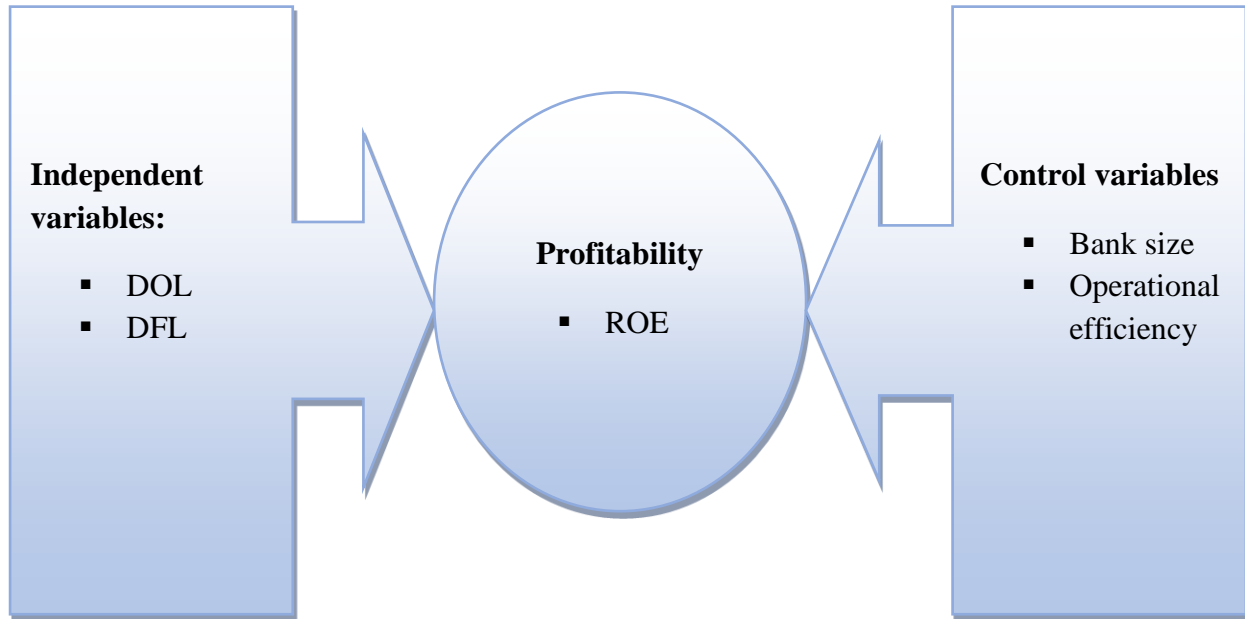 Independent
variables:
▪ DOL
▪ DFL
Profitability
▪ ROE
Control variables
▪ Bank size
▪ Operational
efficiency